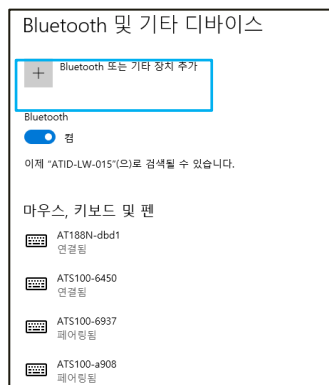 Bluetooth 및 기타 디바이스
Bluetooth 또는 기타 장치 추가
Bluetooth
켬
이제 "ATID-LW-015"(으)로 검색될 수 있습니다.
마우스, 키보드 및 펜
AT188N-dbd1
연결됨
ATS100-6450
연결됨
ATS100-6937
페어링됨
ATS100-a908
페어링됨